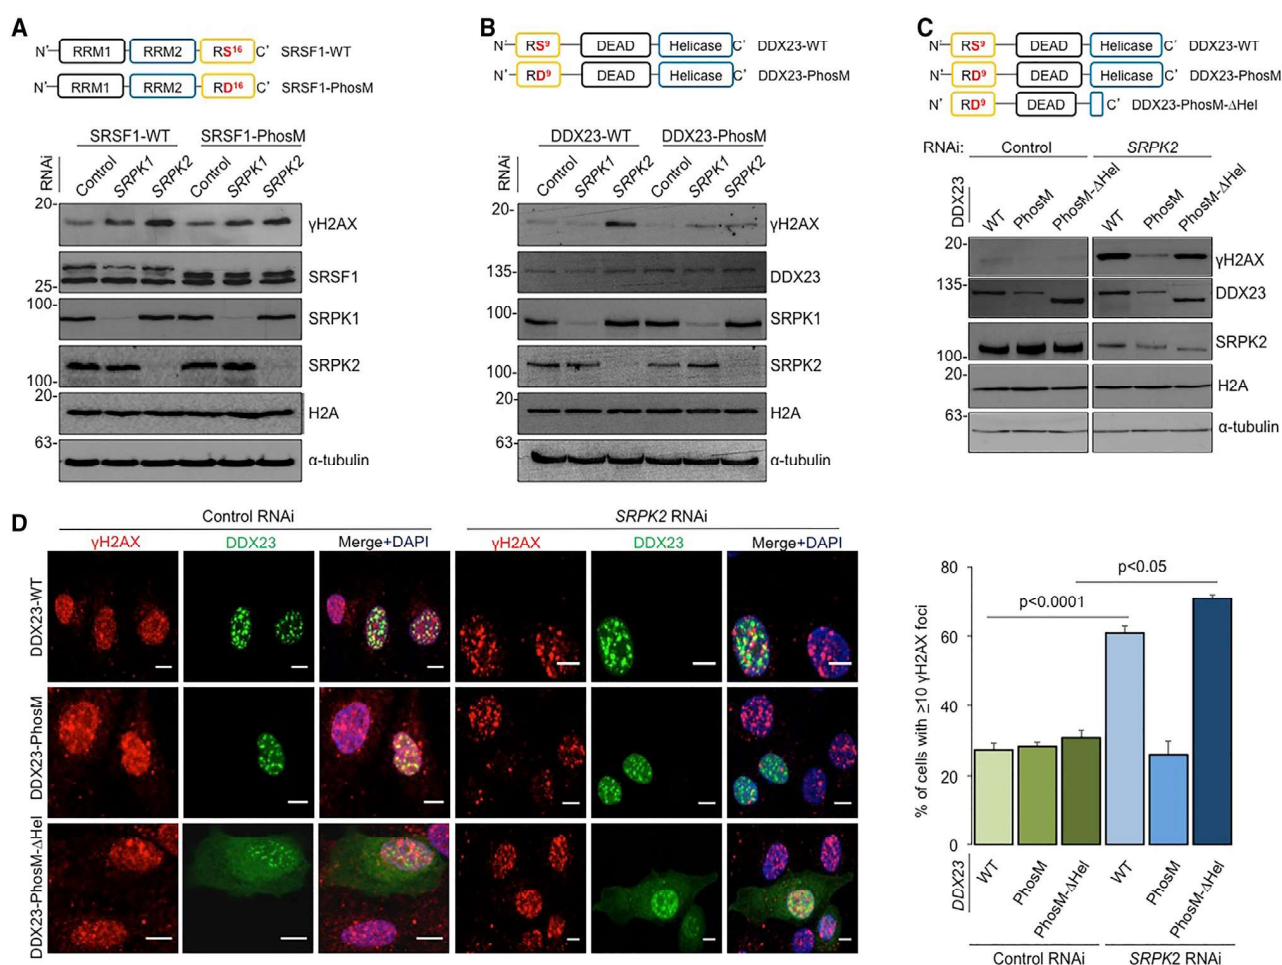 A
N' RRM1 RRM2 RS16 C' SRSF1-WT
N' RRM1 RRM2 RD16 C' SRSF1-PhosM
SRSF1-WT SRSF1-PhosM
RNAi
Control SRPK1 SRPK2 Control SRPK1 SRPK2
20- γH2AX
SRSF1
25-
100-
SRPK1
SRPK2
100-
20-
H2A
63-
α-tubulin
B
N' RS9 DEAD Helicase C' DDX23-WT
N' RD9 DEAD Helicase C' DDX23-PhosM
DDX23-WT DDX23-PhosM
RNAi
Control SRPK1 SRPK2 Control SRPK1 SRPK2
20-
γH2AX
135- DDX23
100-
SRPK1
SRPK2
100-
20-
H2A
63-
α-tubulin
C
N' RS9 DEAD Helicase C' DDX23-WT
N' RD9 DEAD Helicase C' DDX23-PhosM
N' RD9 DEAD C' DDX23-PhosM-ΔHel
RNAi: Control SRPK2
DDX23
WT PhosM PhosM-ΔHel WT PhosM PhosM-ΔHel
20-
γH2AX
135-
DDX23
SRPK2
100-
20-
H2A
63-
α-tubulin
D
Control RNAi SRPK2 RNAi
γH2AX DDX23 Merge+DAPI γH2AX DDX23 Merge+DAPI
DDX23-WT
DDX23-PhosM
DDX23-PhosM-ΔHel
% of cells with ≥10 γH2AX foci
80
60
40
20
0
p<0.05
p<0.0001
DDX23
WT PhosM PhosM-ΔHel WT PhosM PhosM-ΔHel
Control RNAi SRPK2 RNAi